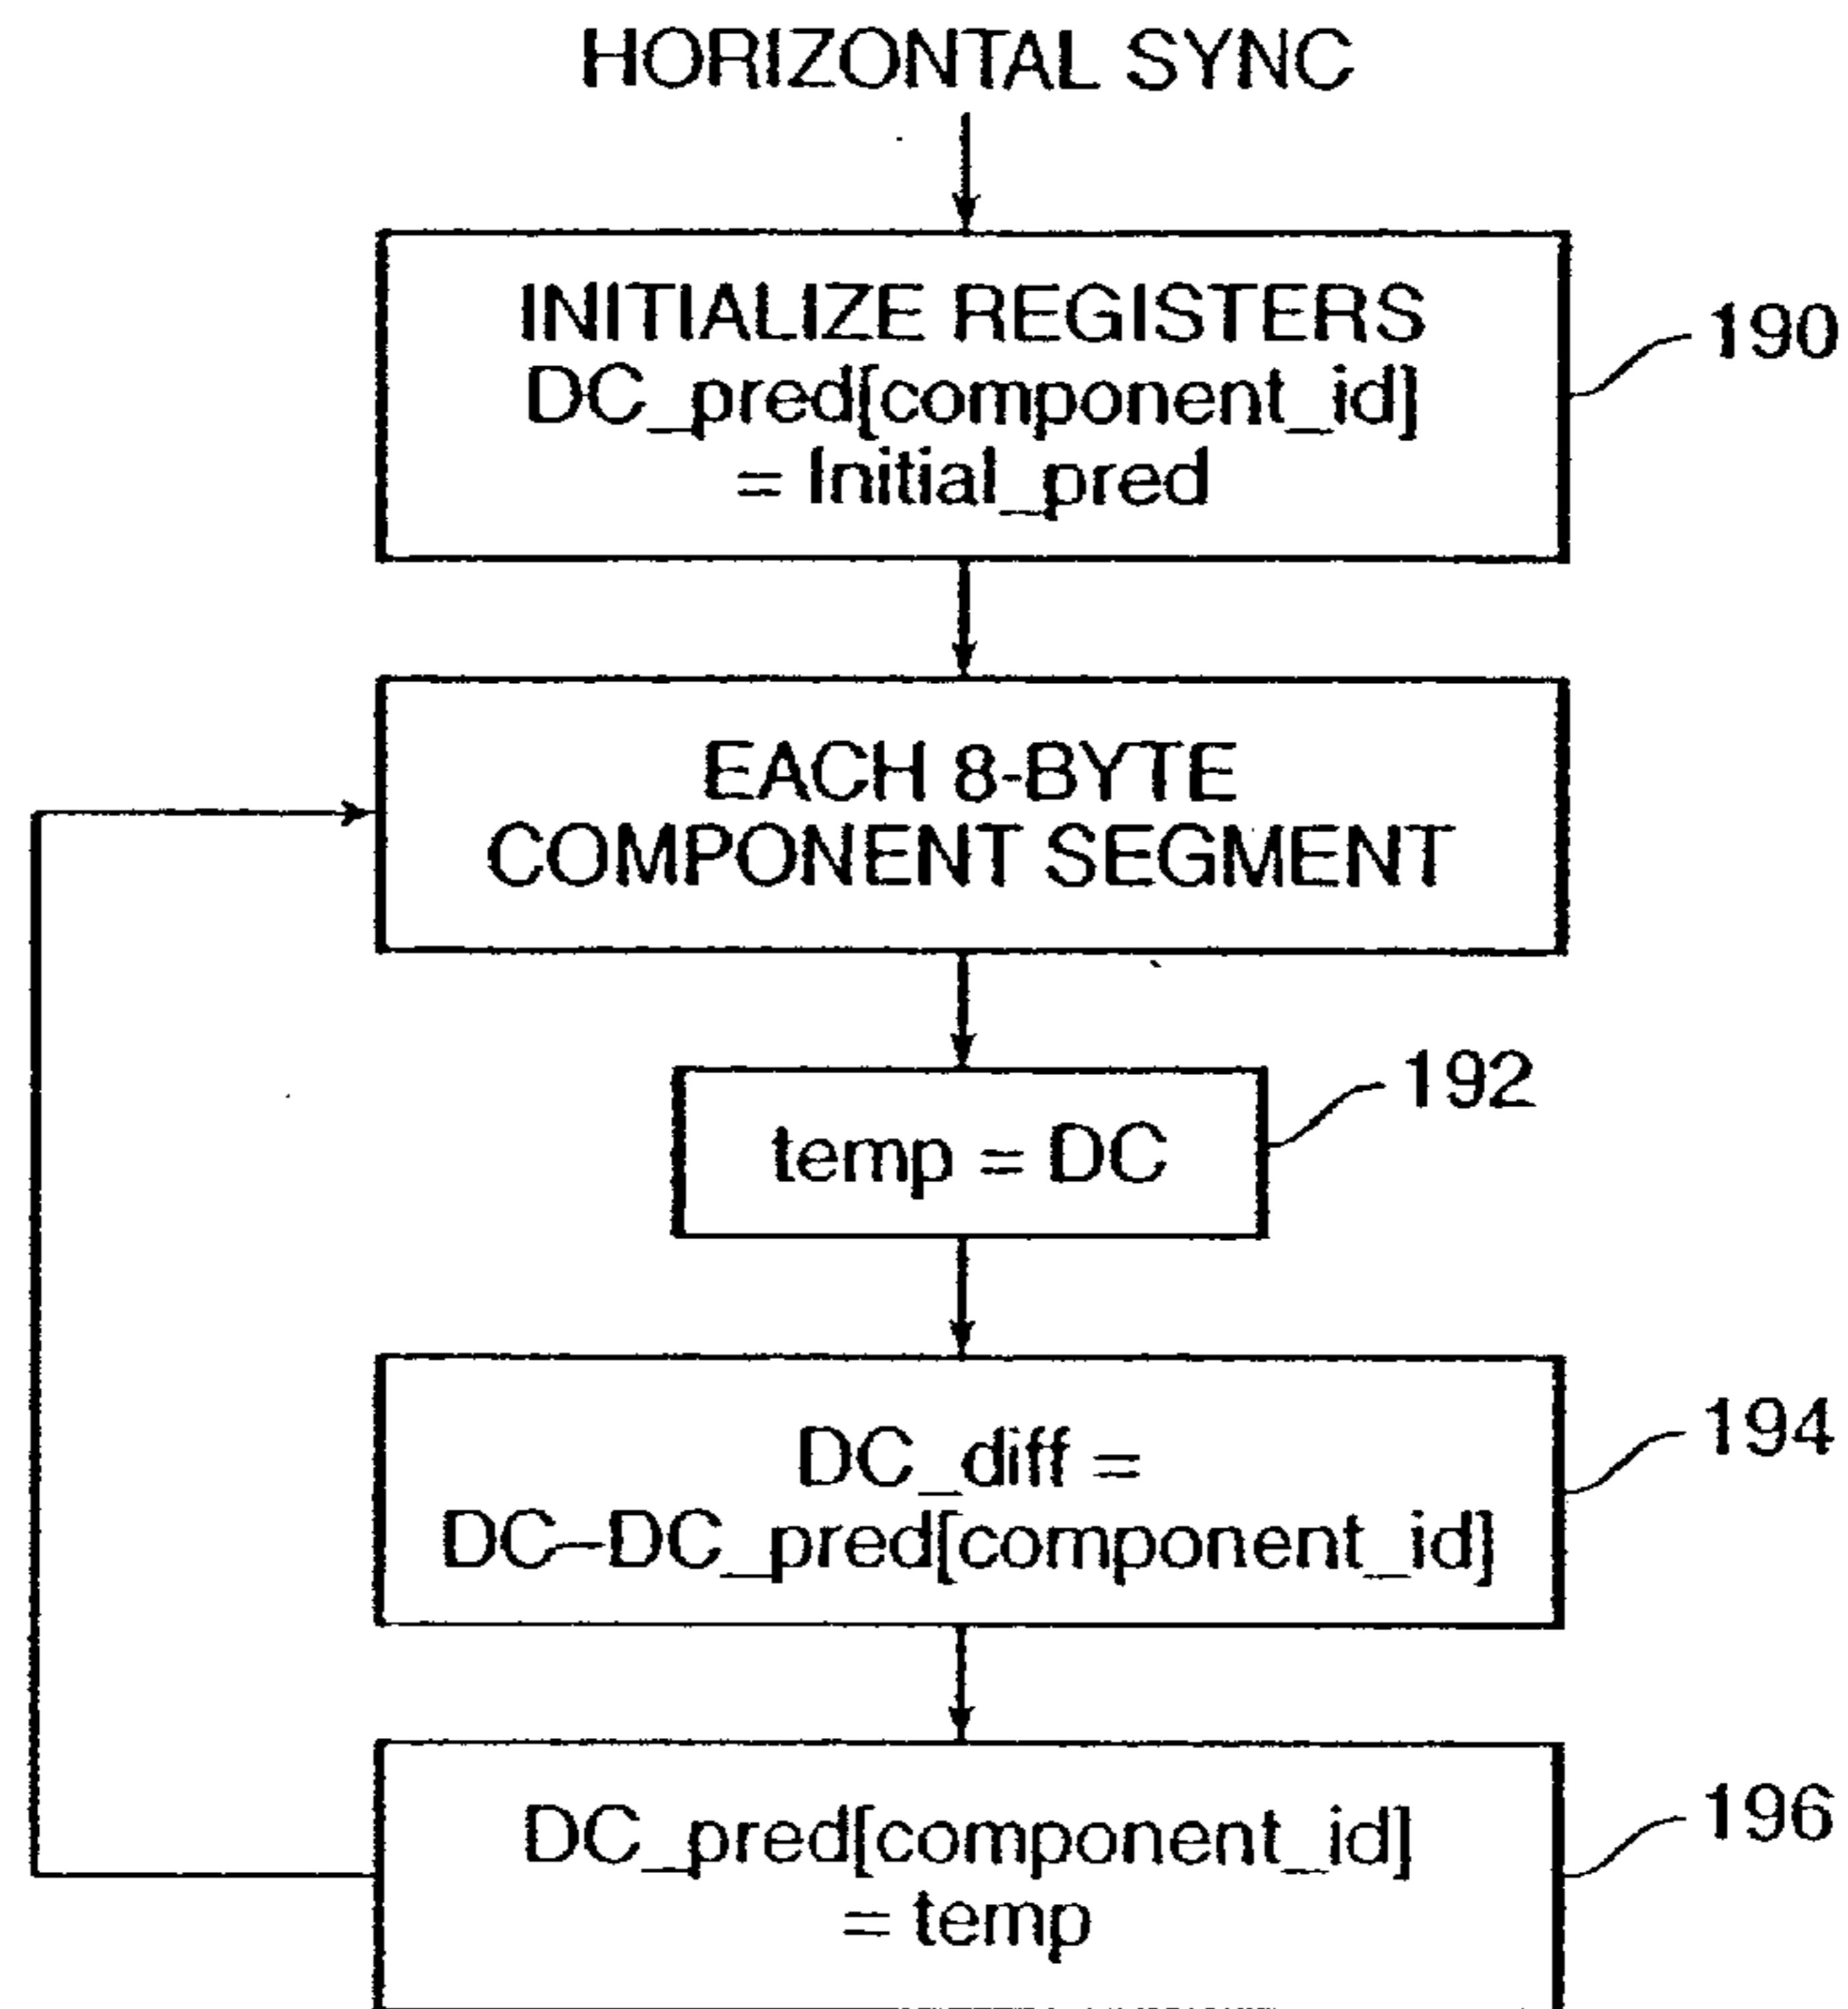 HORIZONTAL SYNC
INITIALIZE REGISTERS
DC_pred[component_id]
= Initial_pred
190
EACH 8-BYTE
COMPONENT SEGMENT
192
temp = DC
194
DC_diff =
DC–DC_pred[component_id]
196
DC_pred[component_id]
= temp